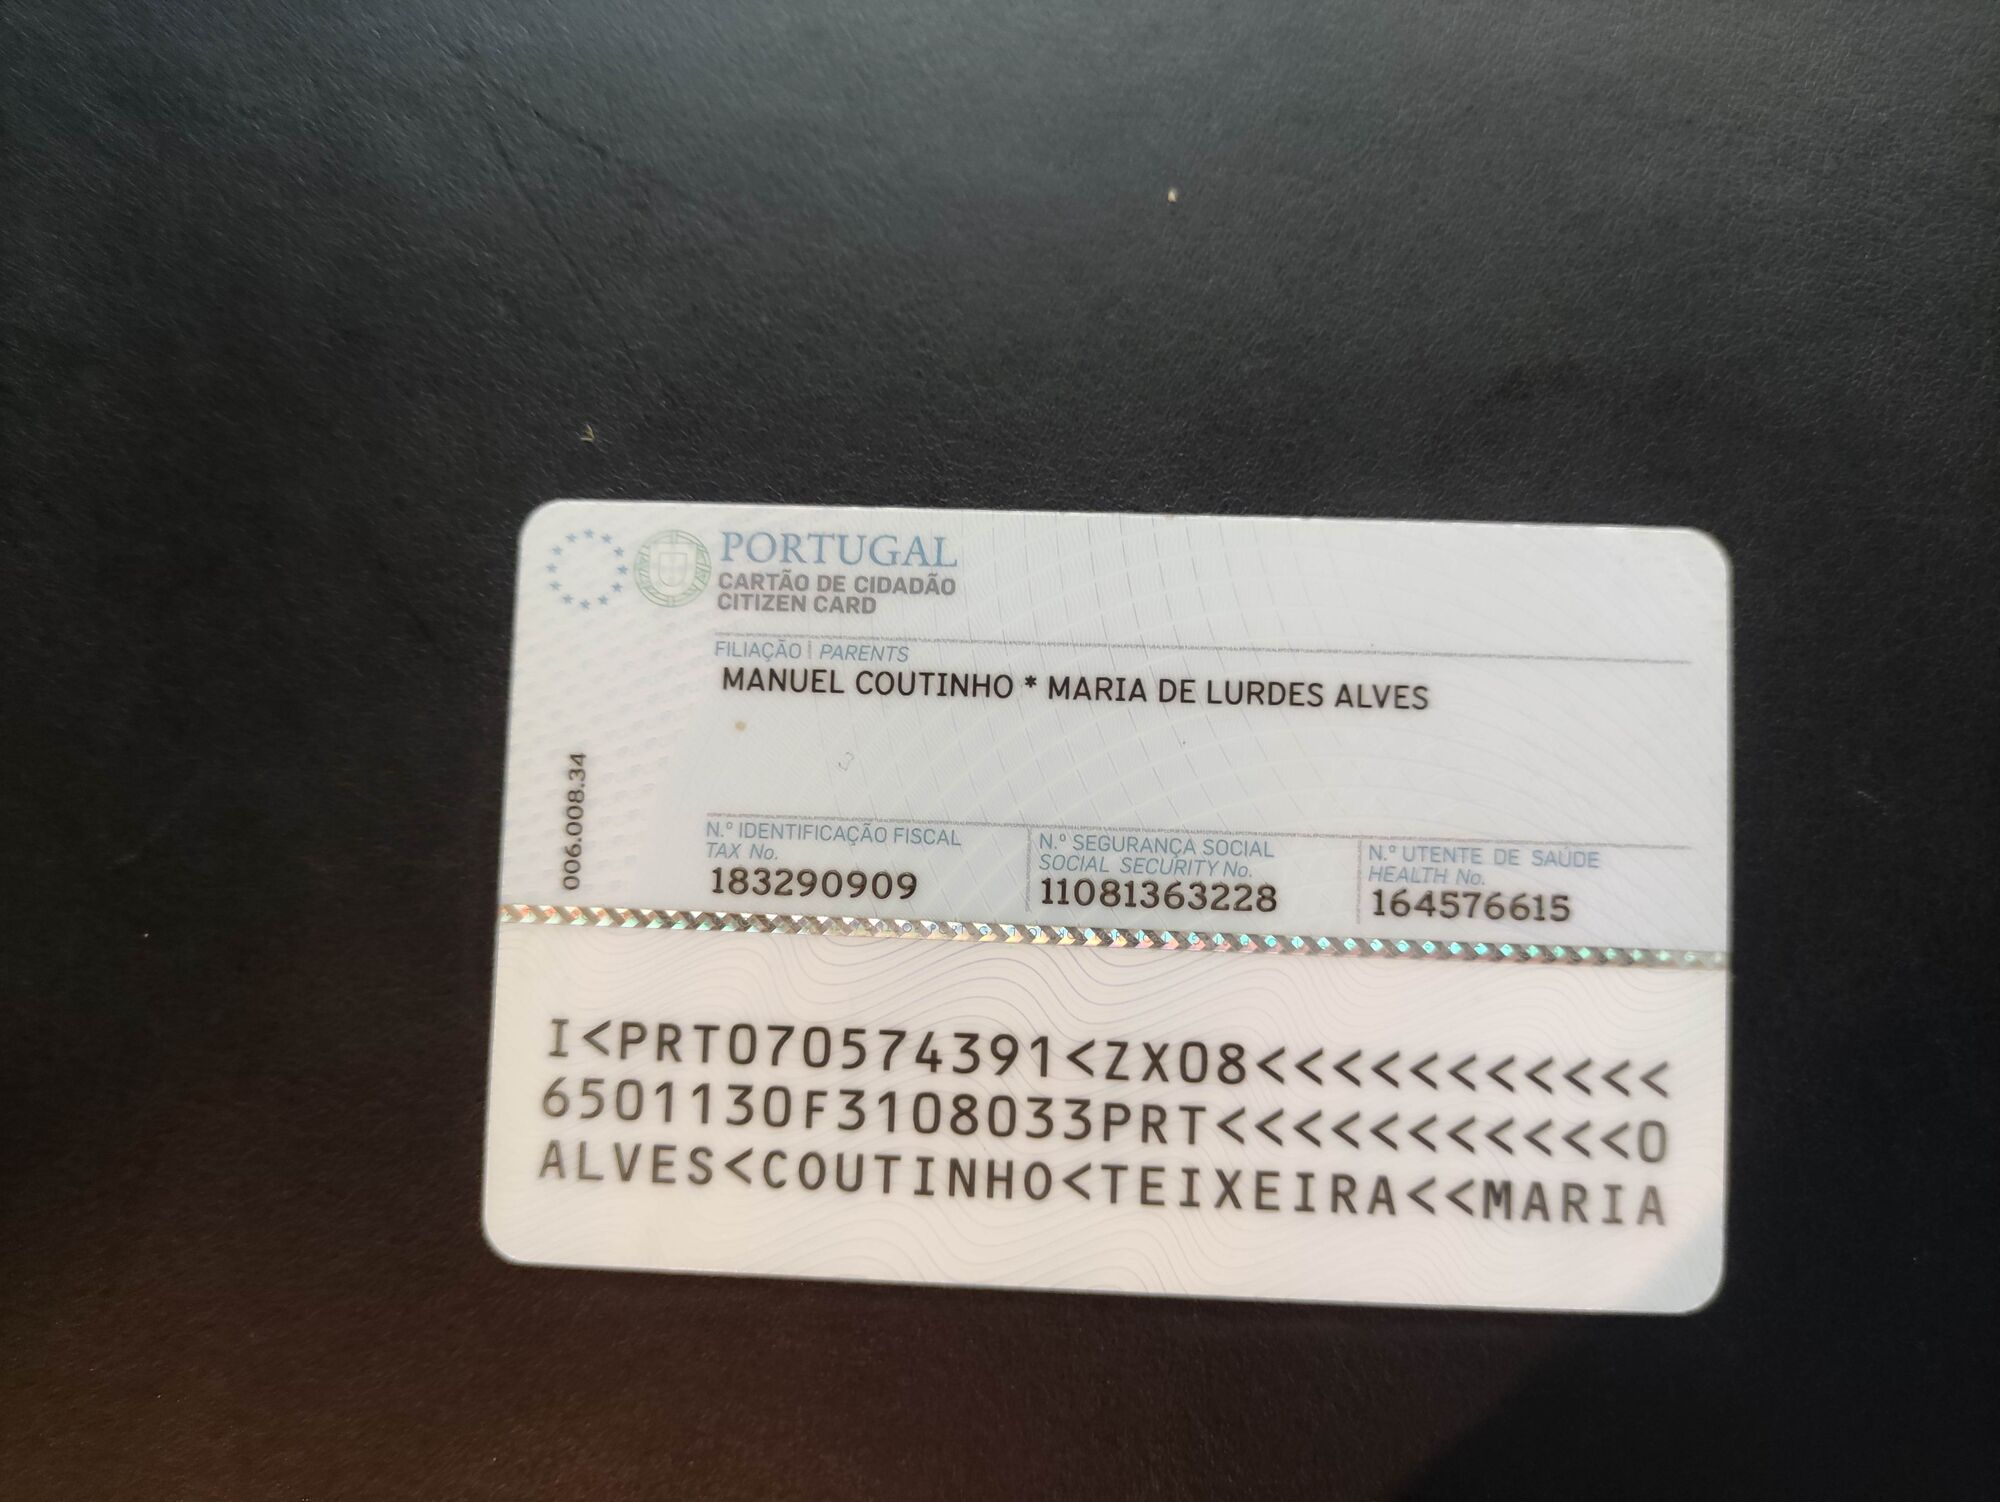 PORTUGAL
CARTÃO DE CIDADÃO
CITIZEN CARD
FILIAÇÃO | PARENTS
MANUEL COUTINHO * MARIA DE LURDES ALVES
006.008.34
N.º IDENTIFICAÇÃO FISCAL
TAX No.
183290909
N.º SEGURANÇA SOCIAL
SOCIAL SECURITY No.
11081363228
N.º UTENTE DE SAÚDE
HEALTH No.
164576615
I<PRT070574391<ZX08<<<<<<<<<<<
6501130F3108033PRT<<<<<<<<<<<0
ALVES<COUTINHO<TEIXEIRA<<MARIA